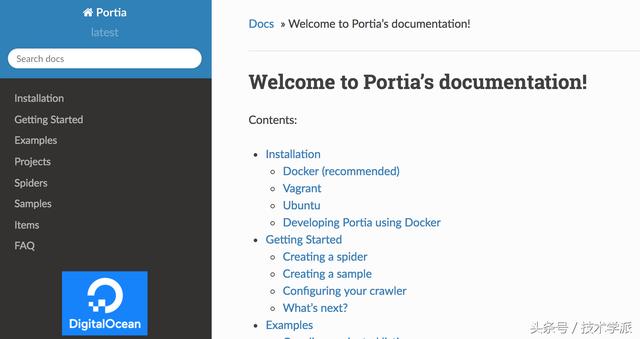 Portia
latest
Search docs
Installation
Getting Started
Examples
Projects
Spiders
Samples
Items
FAQ
DigitalOcean
Docs » Welcome to Portia’s documentation!
Welcome to Portia’s documentation!
Contents:
Installation
Docker (recommended)
Vagrant
Ubuntu
Developing Portia using Docker
Getting Started
Creating a spider
Creating a sample
Configuring your crawler
What’s next?
Examples
头条号 / 技术学派